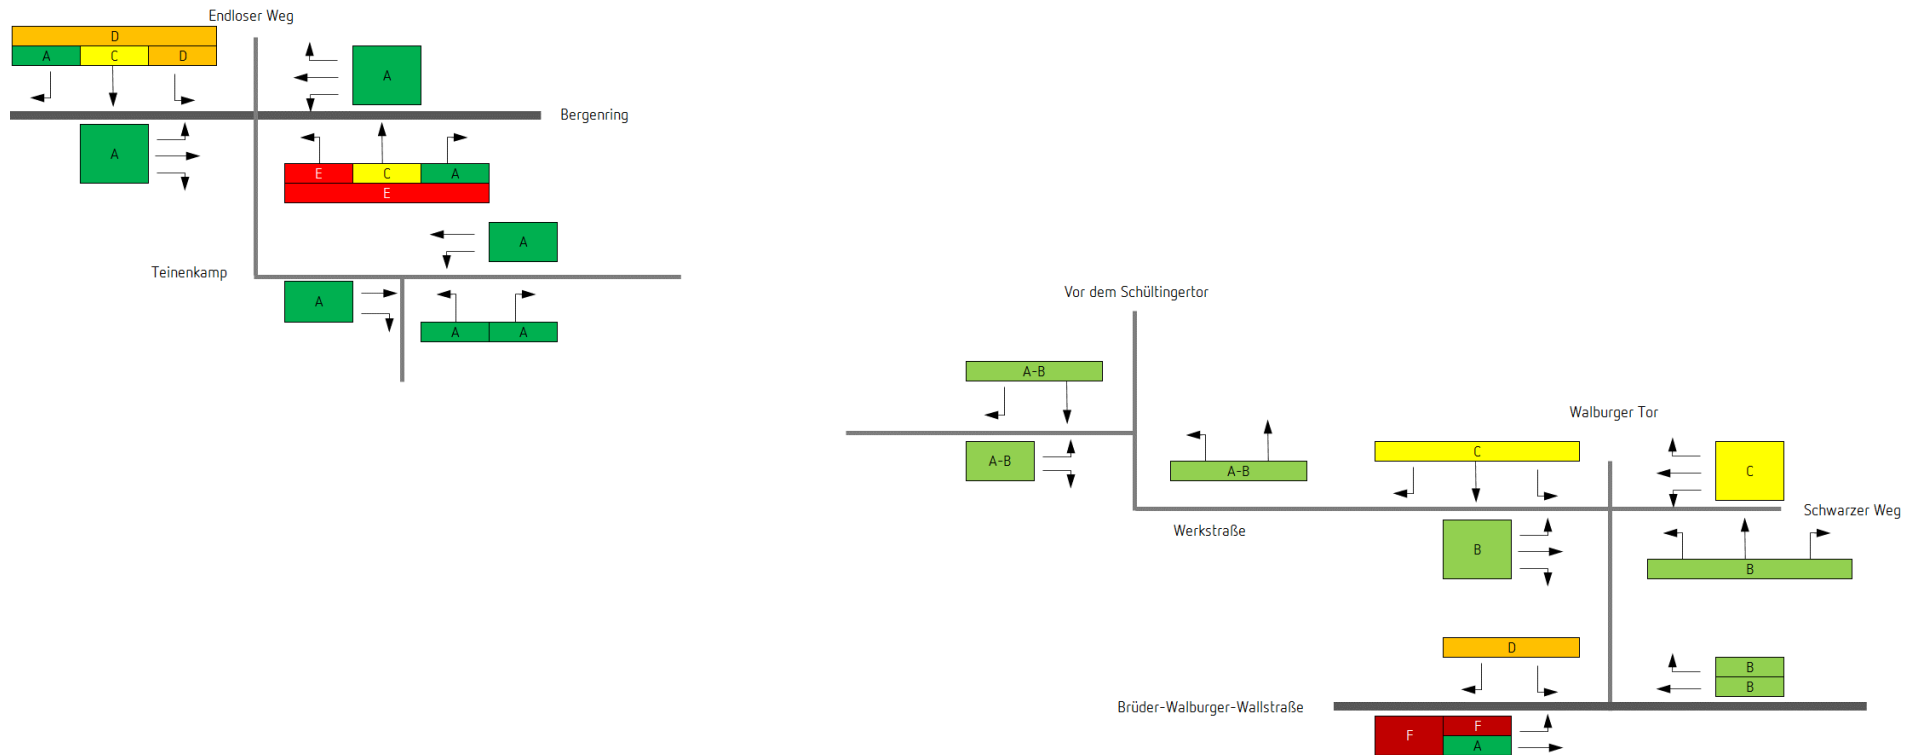 Endloser Weg
D
A C D
A
Bergenring
A
E C A
E
A
Teinenkamp
A
A A
Vor dem Schültingertor
A-B
Walburger Tor
A-B
A-B
C
C
Schwarzer Weg
Werkstraße
B
B
D
B
B
Brüder-Walburger-Wallstraße
F
F
A